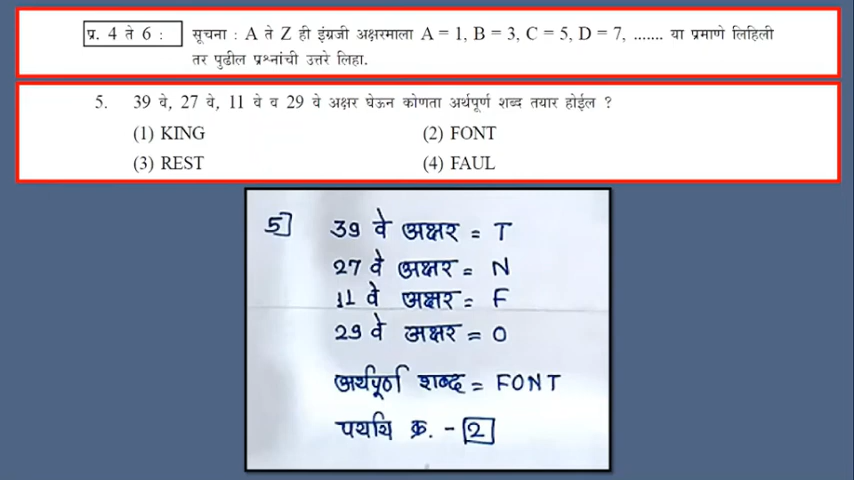 प्र. 4 ते 6 : सूचना : A ते Z ही इंग्रजी अक्षरमाला A = 1, B = 3, C = 5, D = 7, ....... या प्रमाणे लिहिली
तर पुढील प्रश्नांची उत्तरे लिहा.
5. 39 वे, 27 वे, 11 वे व 29 वे अक्षर घेऊन कोणता अर्थपूर्ण शब्द तयार होईल ?
(1) KING (2) FONT
(3) REST (4) FAUL
5 39 वे अक्षर = T
27 वे अक्षर = N
11 वे अक्षर = F
29 वे अक्षर = O
अर्थपूर्ण शब्द = FONT
पर्याय क्र. - 2